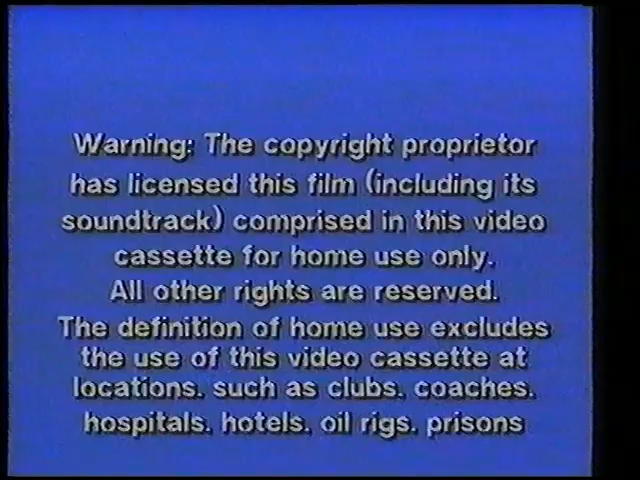 Warning: The copyright proprietor
has licensed this film (including its
soundtrack) comprised in this video
cassette for home use only.
All other rights are reserved.
The definition of home use excludes
the use of this video cassette at
locations, such as clubs, coaches,
hospitals, hotels, oil rigs, prisons